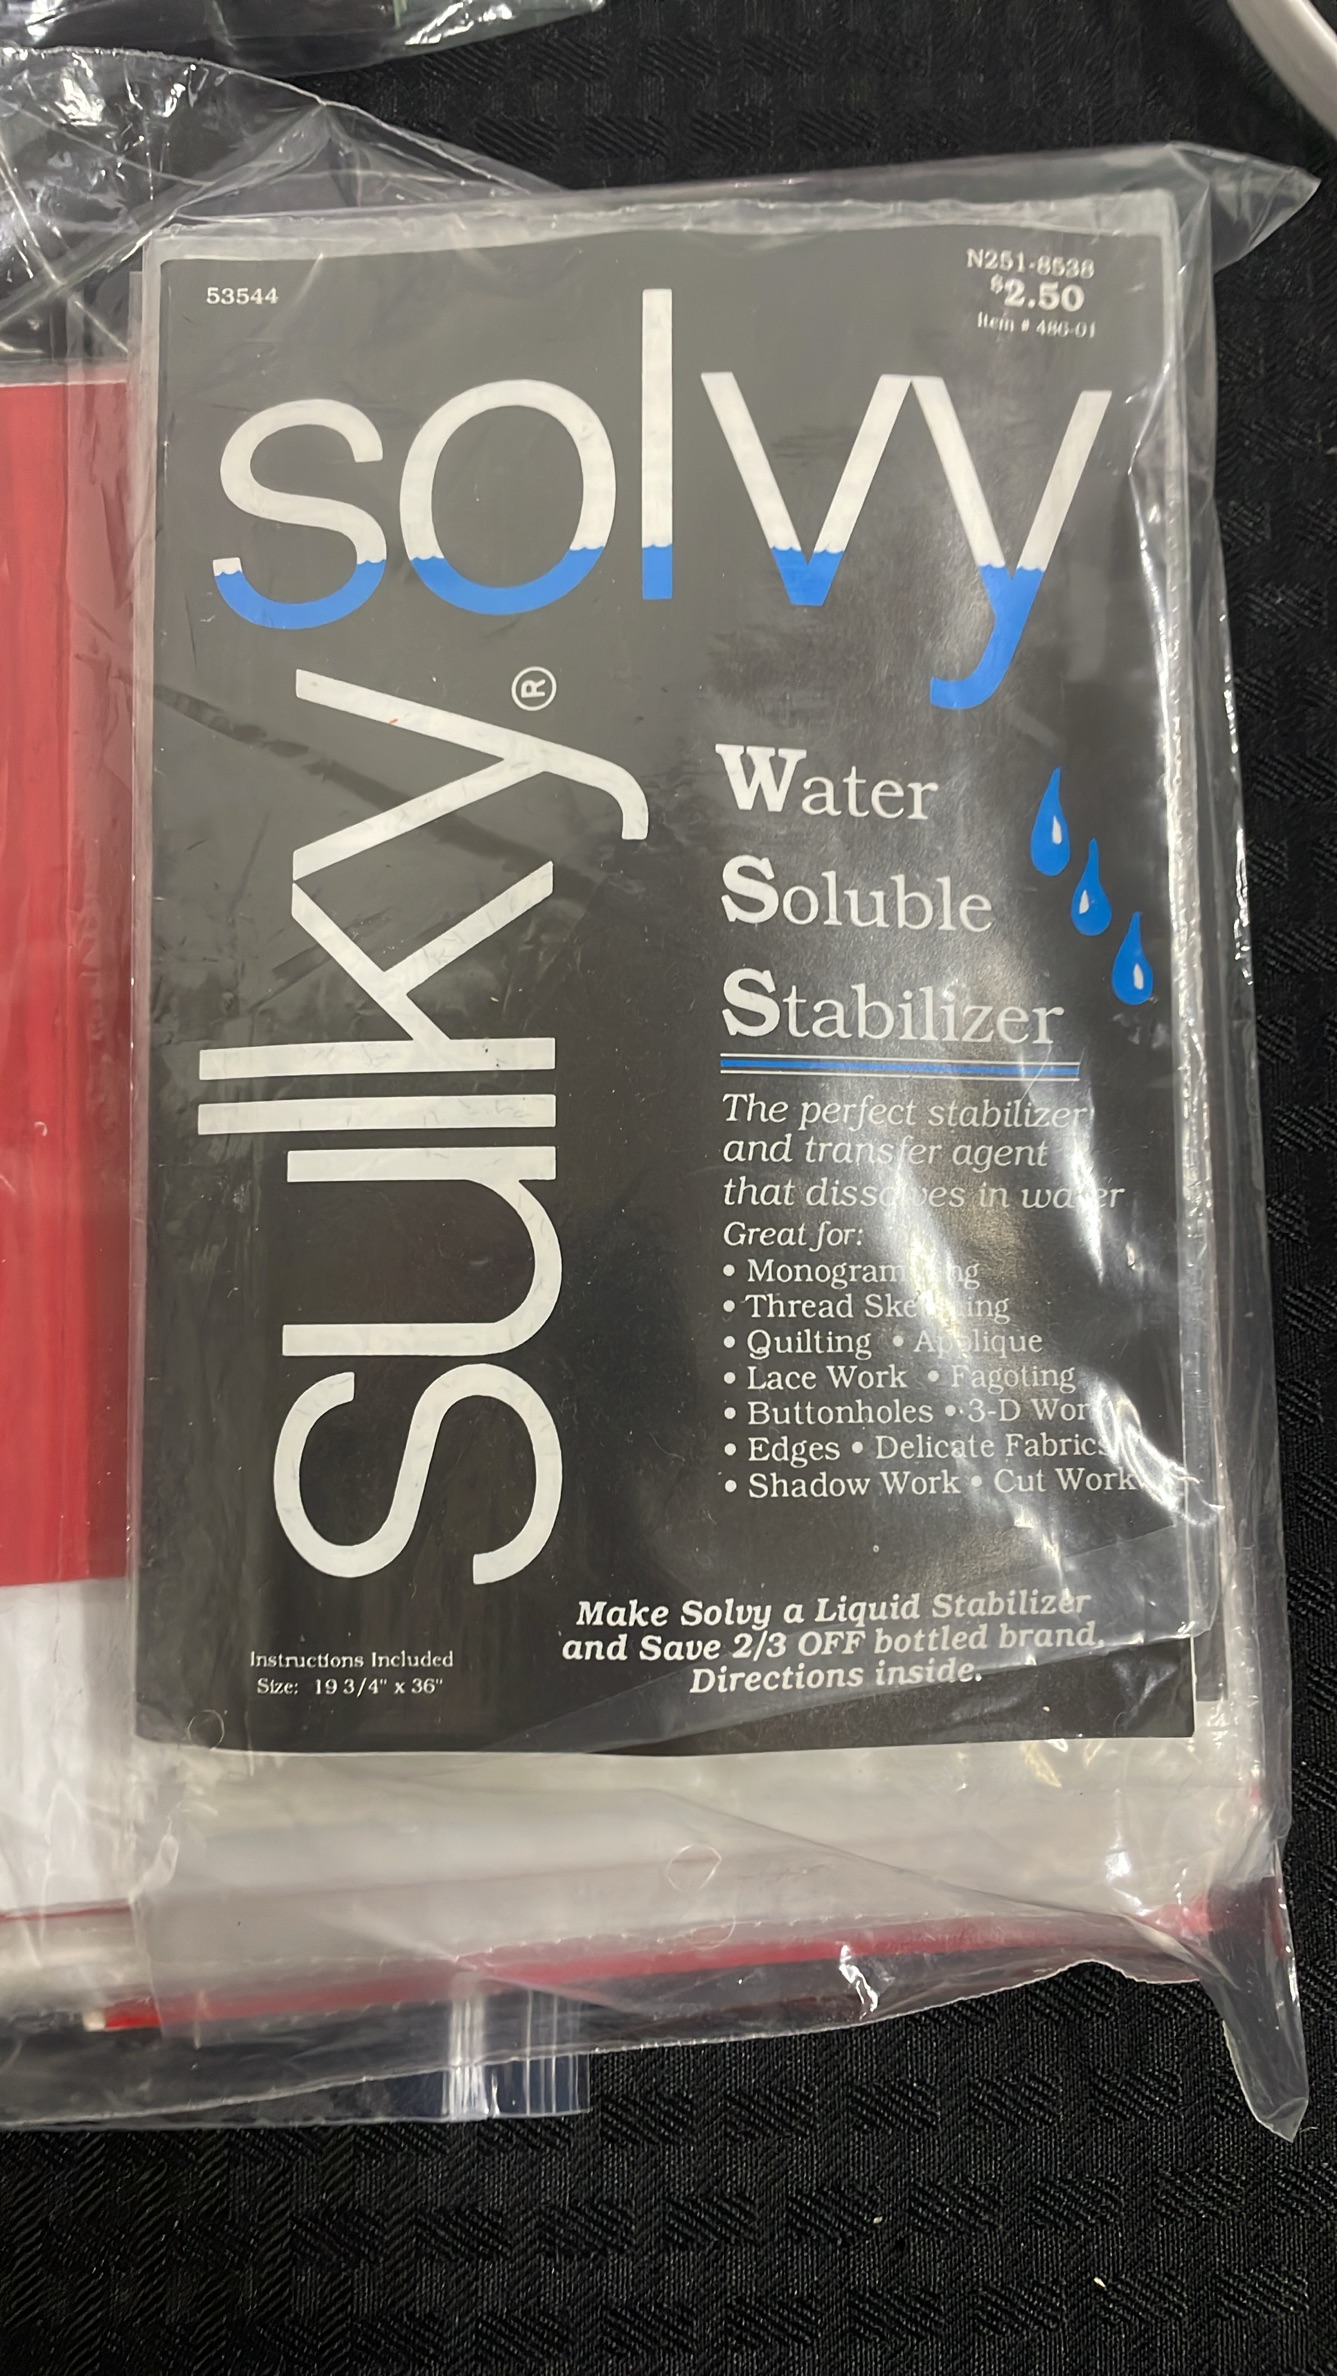 53544
N251-8538
$2.50
Item # 486-01
solvy
sulky®
Water
Soluble
Stabilizer
The perfect stabilizer
and transfer agent
that dissolves in water
Great for:
• Monogramming
• Thread Sketching
• Quilting • Applique
• Lace Work • Fagoting
• Buttonholes • 3-D Work
• Edges • Delicate Fabrics
• Shadow Work • Cut Work
Make Solvy a Liquid Stabilizer
and Save 2/3 OFF bottled brand,
Directions inside.
Instructions Included
Size: 19 3/4" x 36"